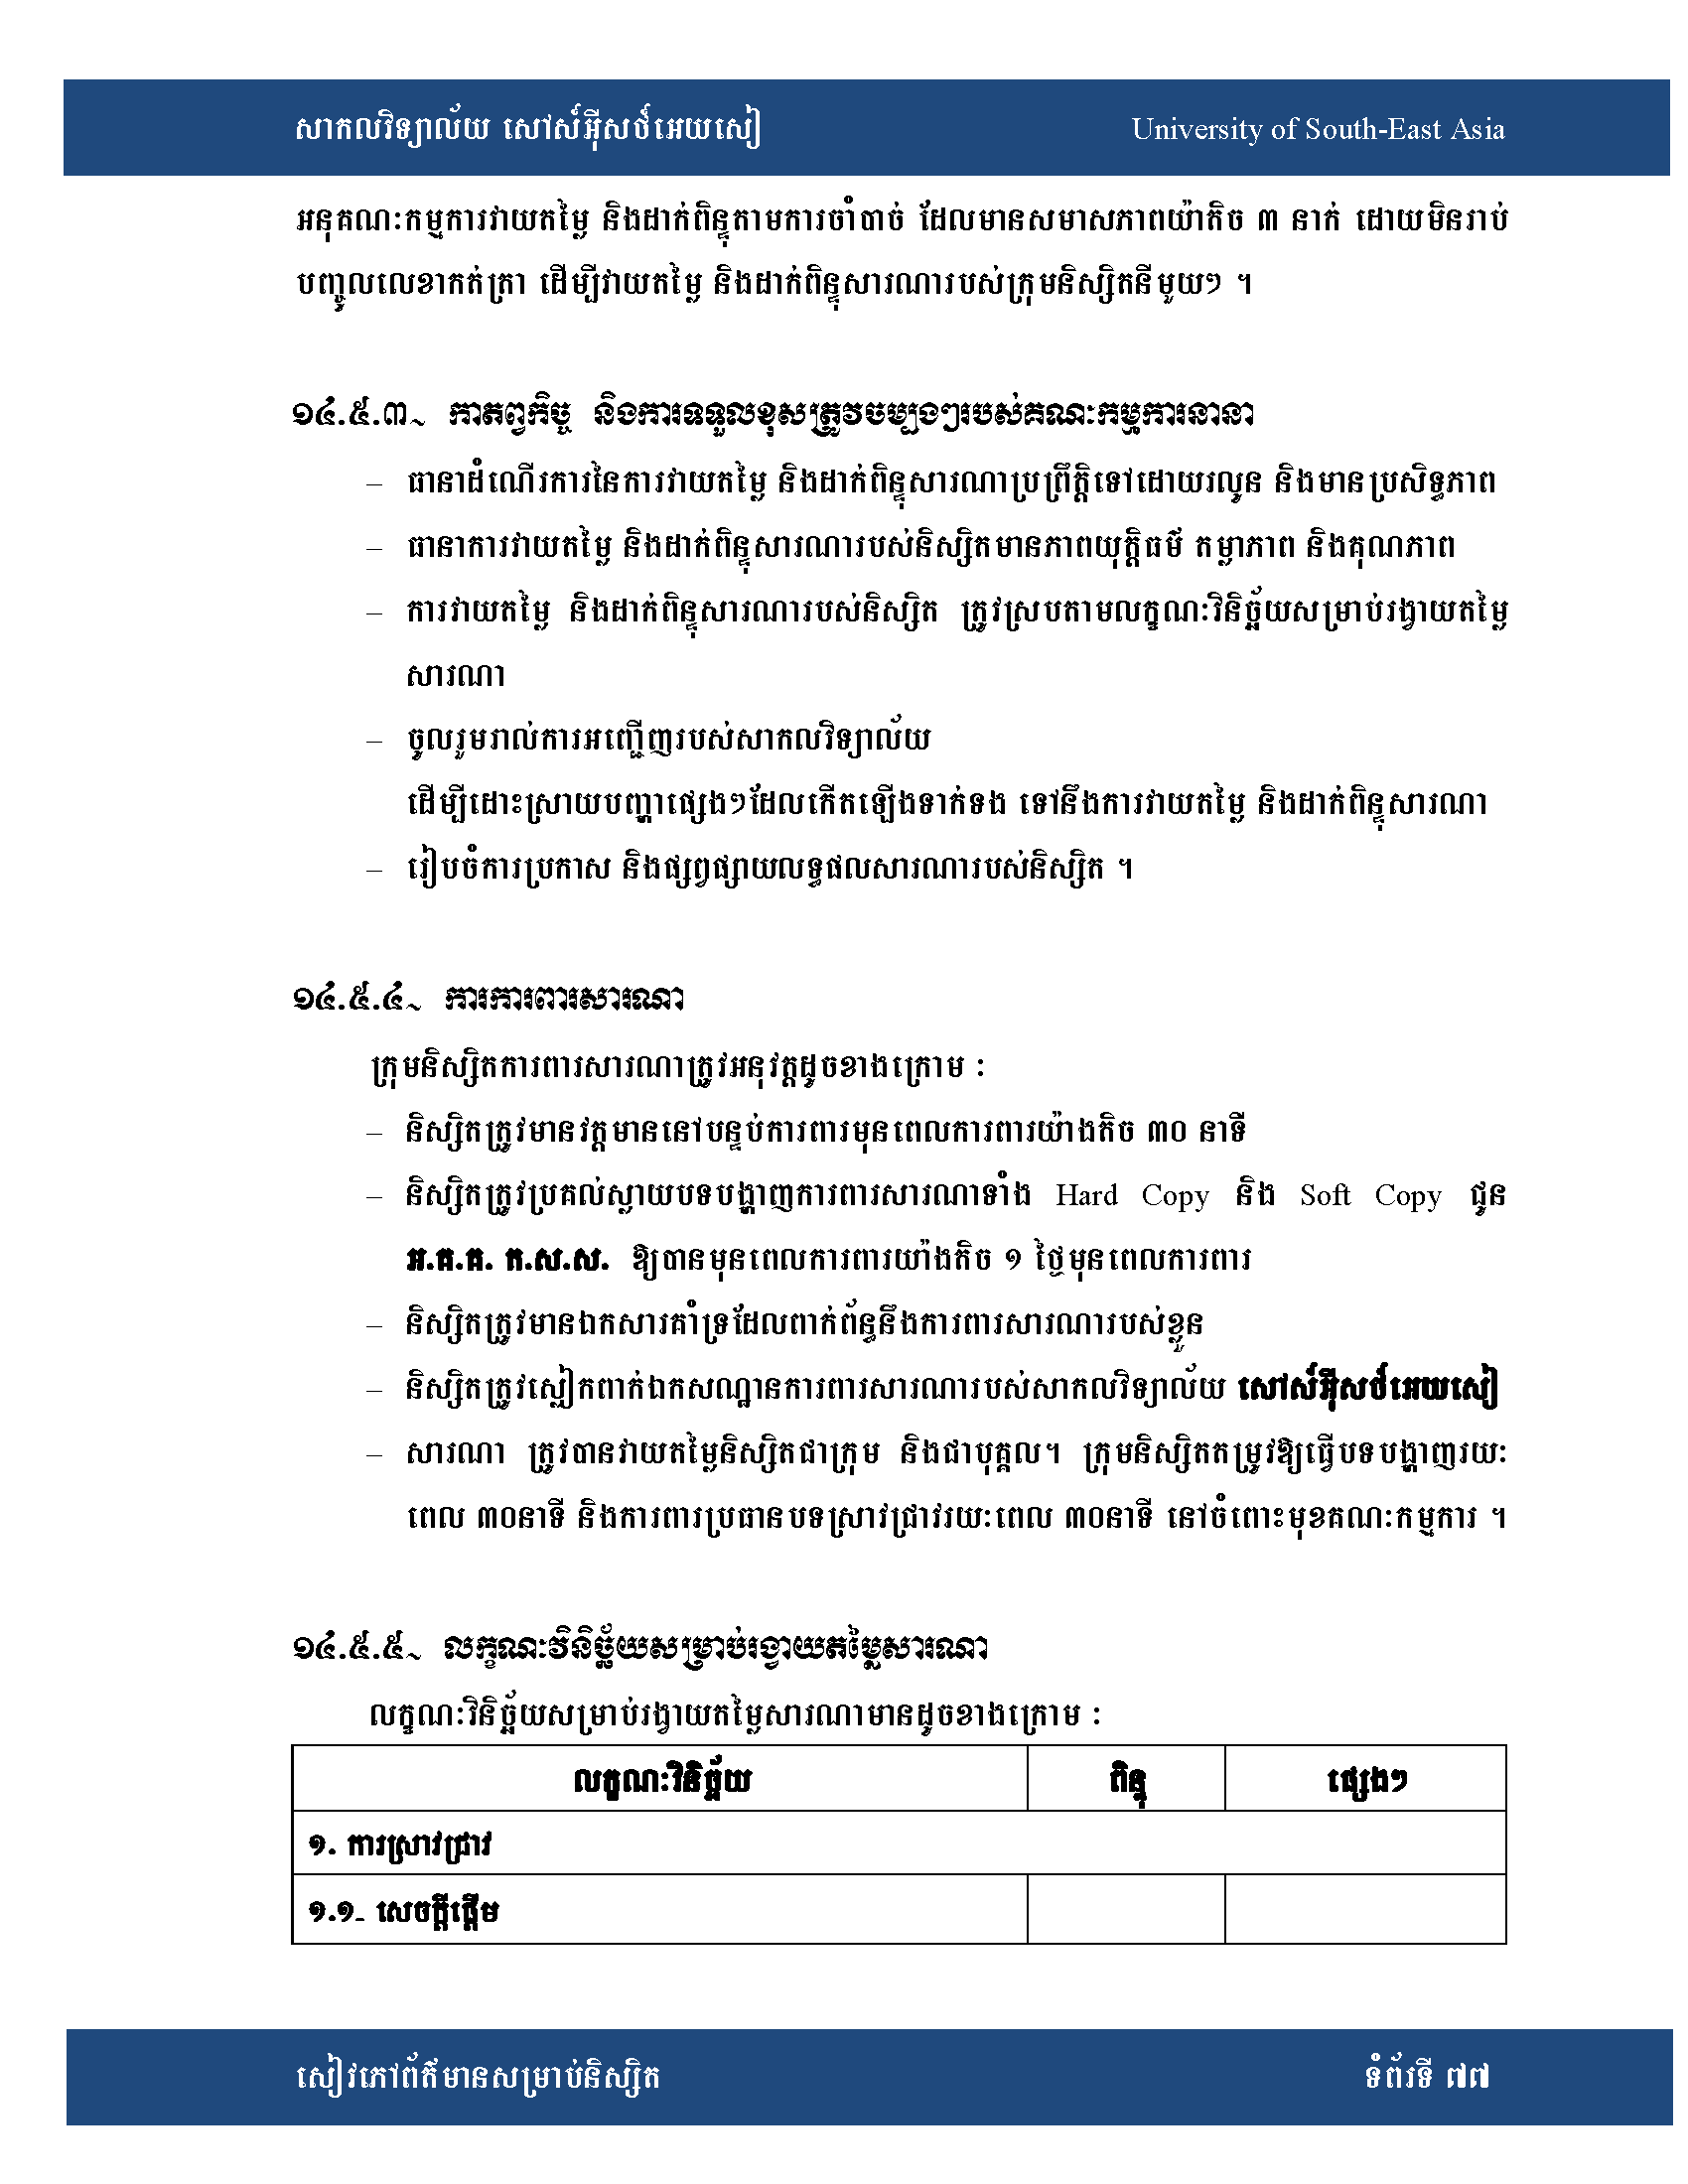 សាកលវិទ្យាល័យ សៅស៍អ៊ីសថ៍អេយសៀ University of South-East Asia
អនុគណៈកម្មការវាយតម្លៃ និងដាក់ពិន្ទុតាមការចាំបាច់ ដែលមានសមាសភាពយ៉ាតិច ៣ នាក់ ដោយមិនរាប់
បញ្ចូលលេខាកត់ត្រា ដើម្បីវាយតម្លៃ និងដាក់ពិន្ទុសារណារបស់ក្រុមនិស្សិតនីមួយៗ ។
១៤.៥.៣~ កាតព្វកិច្ច និងការទទួលខុសត្រូវចម្បងៗរបស់គណៈកម្មការនានា
– ធានាដំណើរការនៃការវាយតម្លៃ និងដាក់ពិន្ទុសារណាប្រព្រឹត្តិទៅដោយរលូន និងមានប្រសិទ្ធភាព
– ធានាការវាយតម្លៃ និងដាក់ពិន្ទុសារណារបស់និស្សិតមានភាពយុត្តិធម៌ តម្លាភាព និងគុណភាព
– ការវាយតម្លៃ និងដាក់ពិន្ទុសារណារបស់និស្សិត ត្រូវស្របតាមលក្ខណៈវិនិច្ឆ័យសម្រាប់រង្វាយតម្លៃ
សារណា
– ចូលរួមរាល់ការអញ្ជើញរបស់សាកលវិទ្យាល័យ
ដើម្បីដោះស្រាយបញ្ហាផ្សេងៗដែលកើតឡើងទាក់ទង ទៅនឹងការវាយតម្លៃ និងដាក់ពិន្ទុសារណា
– រៀបចំការប្រកាស និងផ្សព្វផ្សាយលទ្ធផលសារណារបស់និស្សិត ។
១៤.៥.៤~ ការការពារសារណា
ក្រុមនិស្សិតការពារសារណាត្រូវអនុវត្តដូចខាងក្រោម ៈ
– និស្សិតត្រូវមានវត្តមាននៅបន្ទប់ការពារមុនពេលការពារយ៉ាងតិច ៣០ នាទី
– និស្សិតត្រូវប្រគល់ស្លាយបទបង្ហាញការពារសារណាទាំង Hard Copy និង Soft Copy ជូន
អ.គ.គ. ក.ស.ស. ឱ្យបានមុនពេលការពារយ៉ាងតិច ១ ថ្ងៃមុនពេលការពារ
– និស្សិតត្រូវមានឯកសារគាំទ្រដែលពាក់ព័ន្ធនឹងការពារសារណារបស់ខ្លួន
– និស្សិតត្រូវស្លៀកពាក់ឯកសណ្ឋានការពារសារណារបស់សាកលវិទ្យាល័យ សៅស៍អ៊ីសថ៍អេយសៀ
– សារណា ត្រូវបានវាយតម្លៃនិស្សិតជាក្រុម និងជាបុគ្គល។ ក្រុមនិស្សិតតម្រូវឱ្យធ្វើបទបង្ហាញរយៈ
ពេល ៣០នាទី និងការពារប្រធានបទស្រាវជ្រាវរយៈពេល ៣០នាទី នៅចំពោះមុខគណៈកម្មការ ។
១៤.៥.៥~ លក្ខណៈវិនិច្ឆ័យសម្រាប់រង្វាយតម្លៃសារណា
លក្ខណៈវិនិច្ឆ័យសម្រាប់រង្វាយតម្លៃសារណាមានដូចខាងក្រោម ៈ
លក្ខណៈវិនិច្ឆ័យ ពិន្ទុ ផ្សេងៗ
១. ការស្រាវជ្រាវ
១.១- សេចក្តីផ្តើម
សៀវភៅព័ត៌មានសម្រាប់និស្សិត ទំព័រទី ៧៧